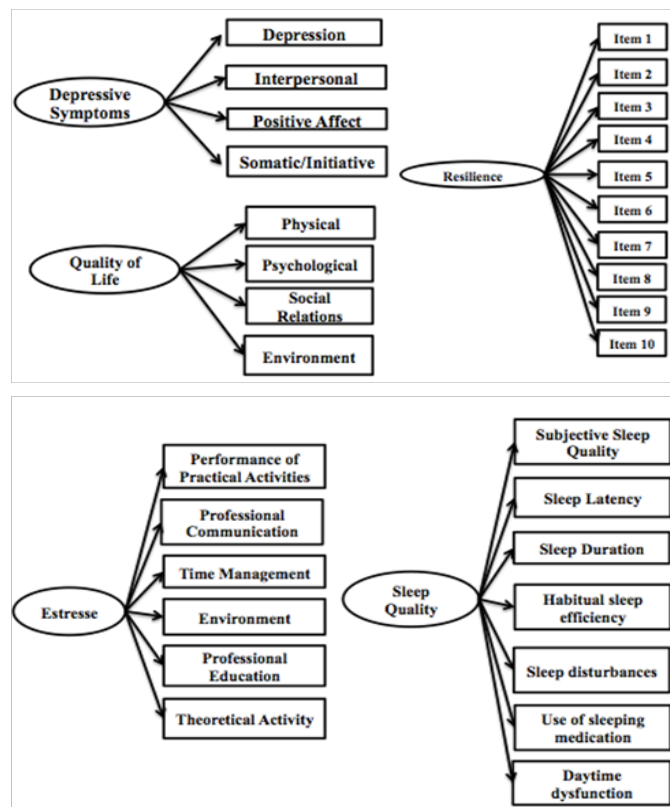 Depressive
Symptoms
Depression
Interpersonal
Positive Affect
Somatic/Initiative
Quality of
Life
Physical
Psychological
Social
Relations
Environment
Resilience
Item 1
Item 2
Item 3
Item 4
Item 5
Item 6
Item 7
Item 8
Item 9
Item 10
Estresse
Performance of
Practical Activities
Professional
Communication
Time Management
Environment
Professional
Education
Theoretical Activity
Sleep
Quality
Subjective Sleep
Quality
Sleep Latency
Sleep Duration
Habitual sleep
efficiency
Sleep disturbances
Use of sleeping
medication
Daytime
dysfunction